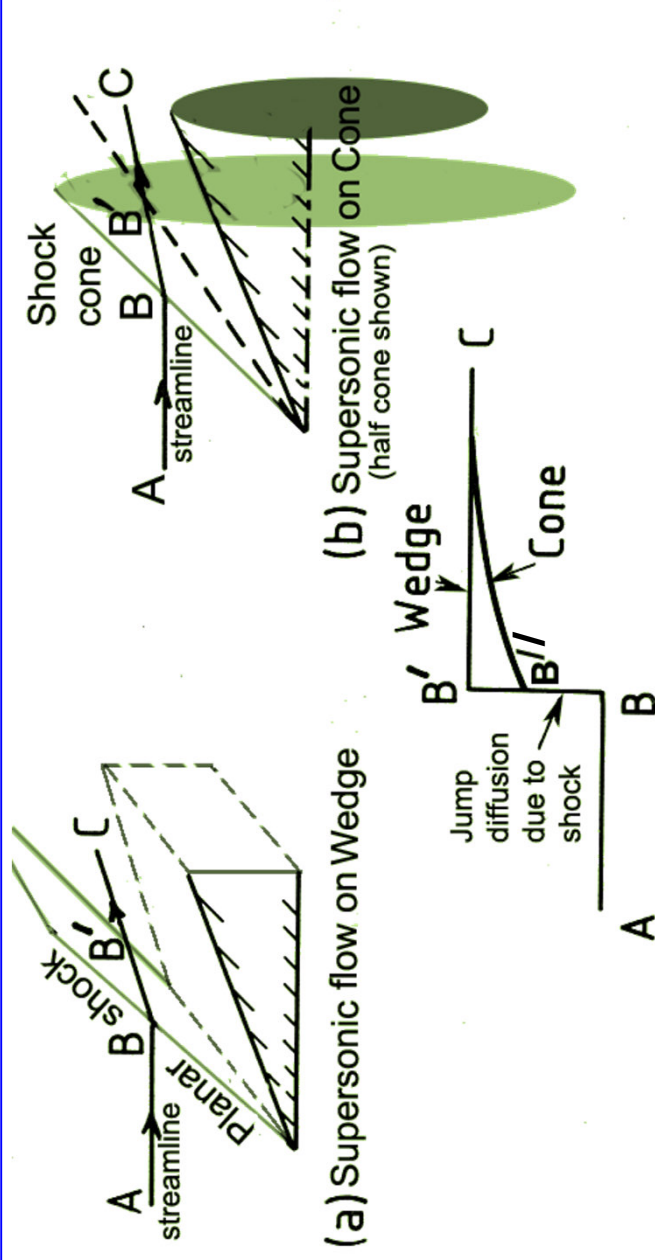 A
streamline
B
B'
C
Planar
shock
(a) Supersonic flow on Wedge
Shock
cone
A
streamline
B
B'
C
(b) Supersonic flow on Cone
(half cone shown)
A
B
B'
B''
Jump
diffusion
due to
shock
Wedge
Cone
C